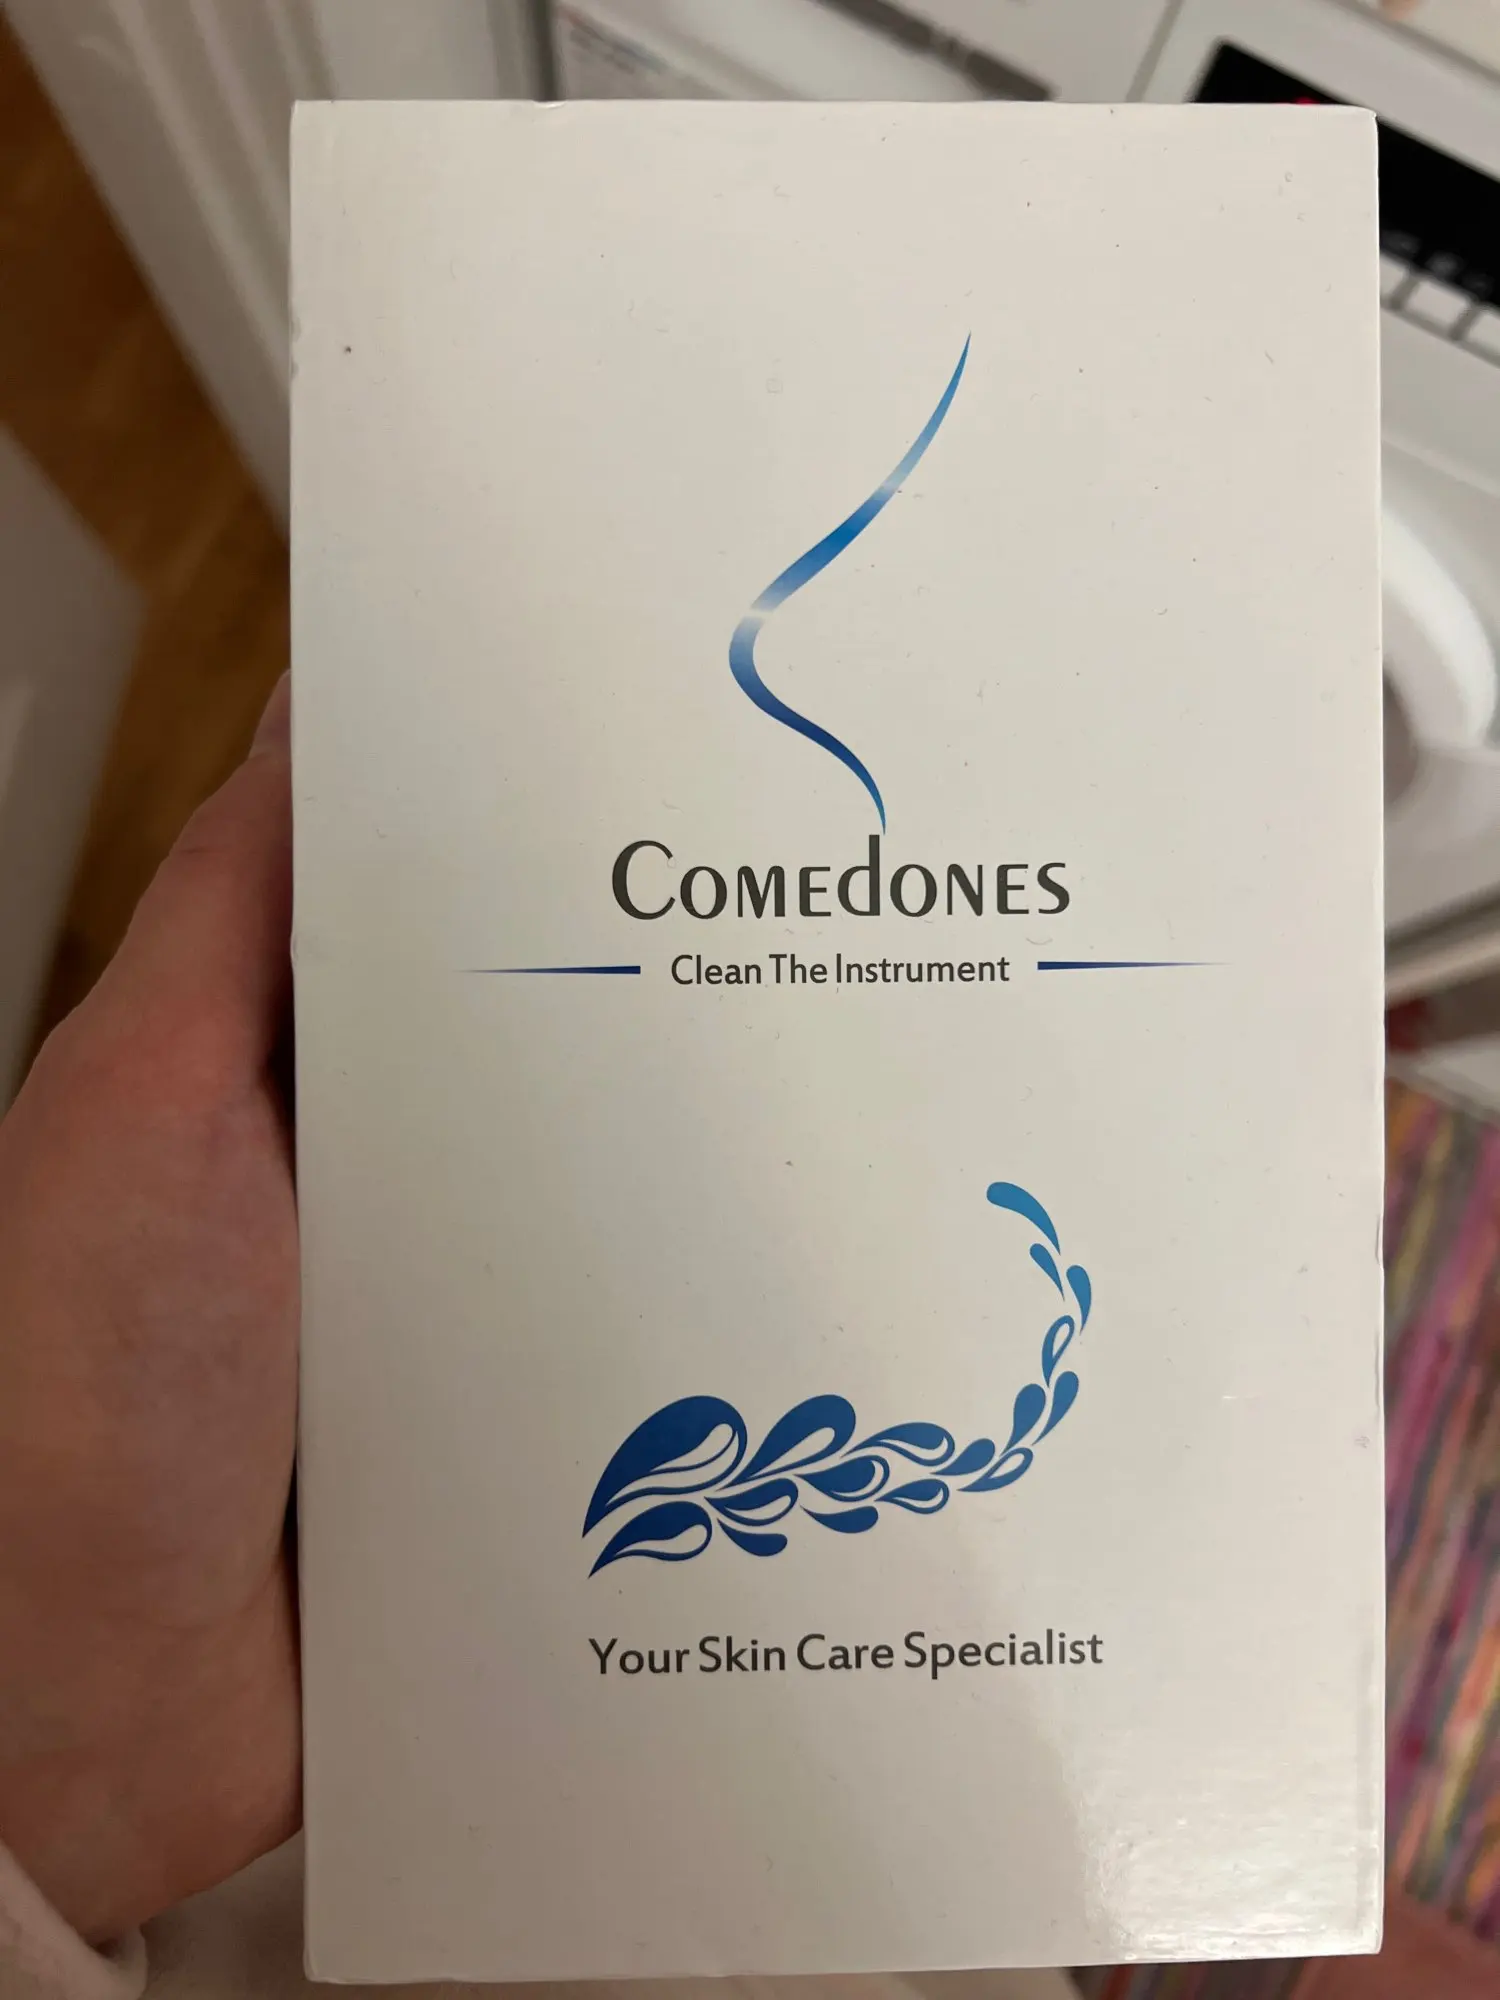 Comedones
Clean The Instrument
Your Skin Care Specialist